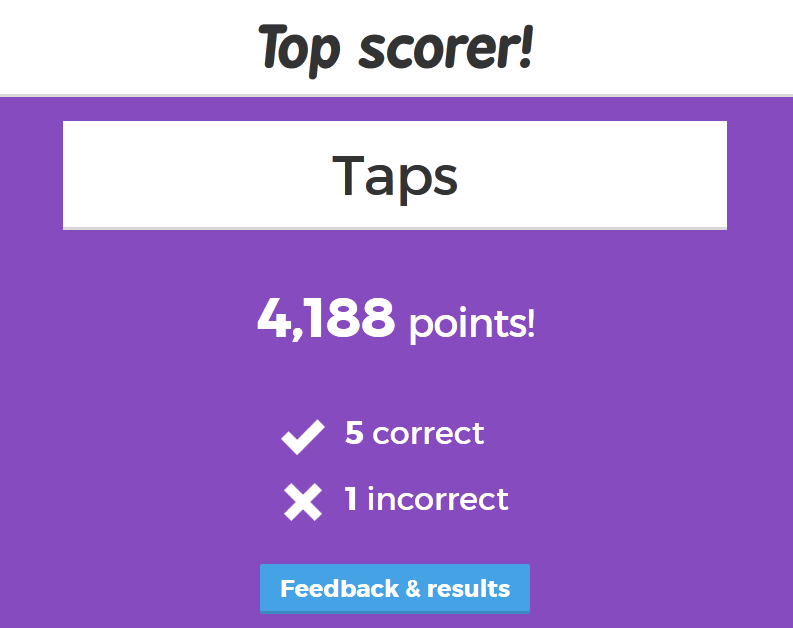 Top scorer!
Taps
4,188 points!
5 correct
1 incorrect
Feedback & results